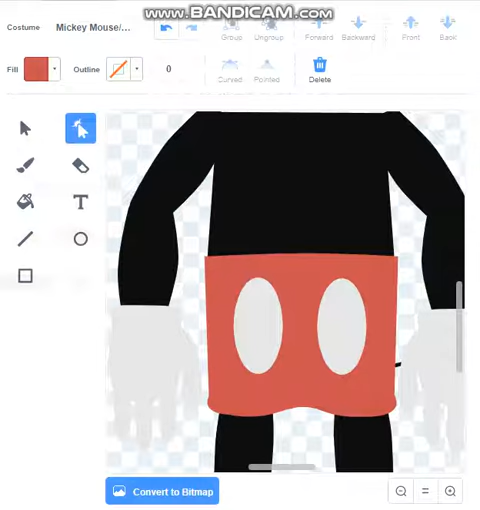 www.BANDICAM.com
Costume Mickey Mouse/...
Group Ungroup Forward Backward Front Back
Fill Outline 0 Curved Pointed Delete
T
Convert to Bitmap